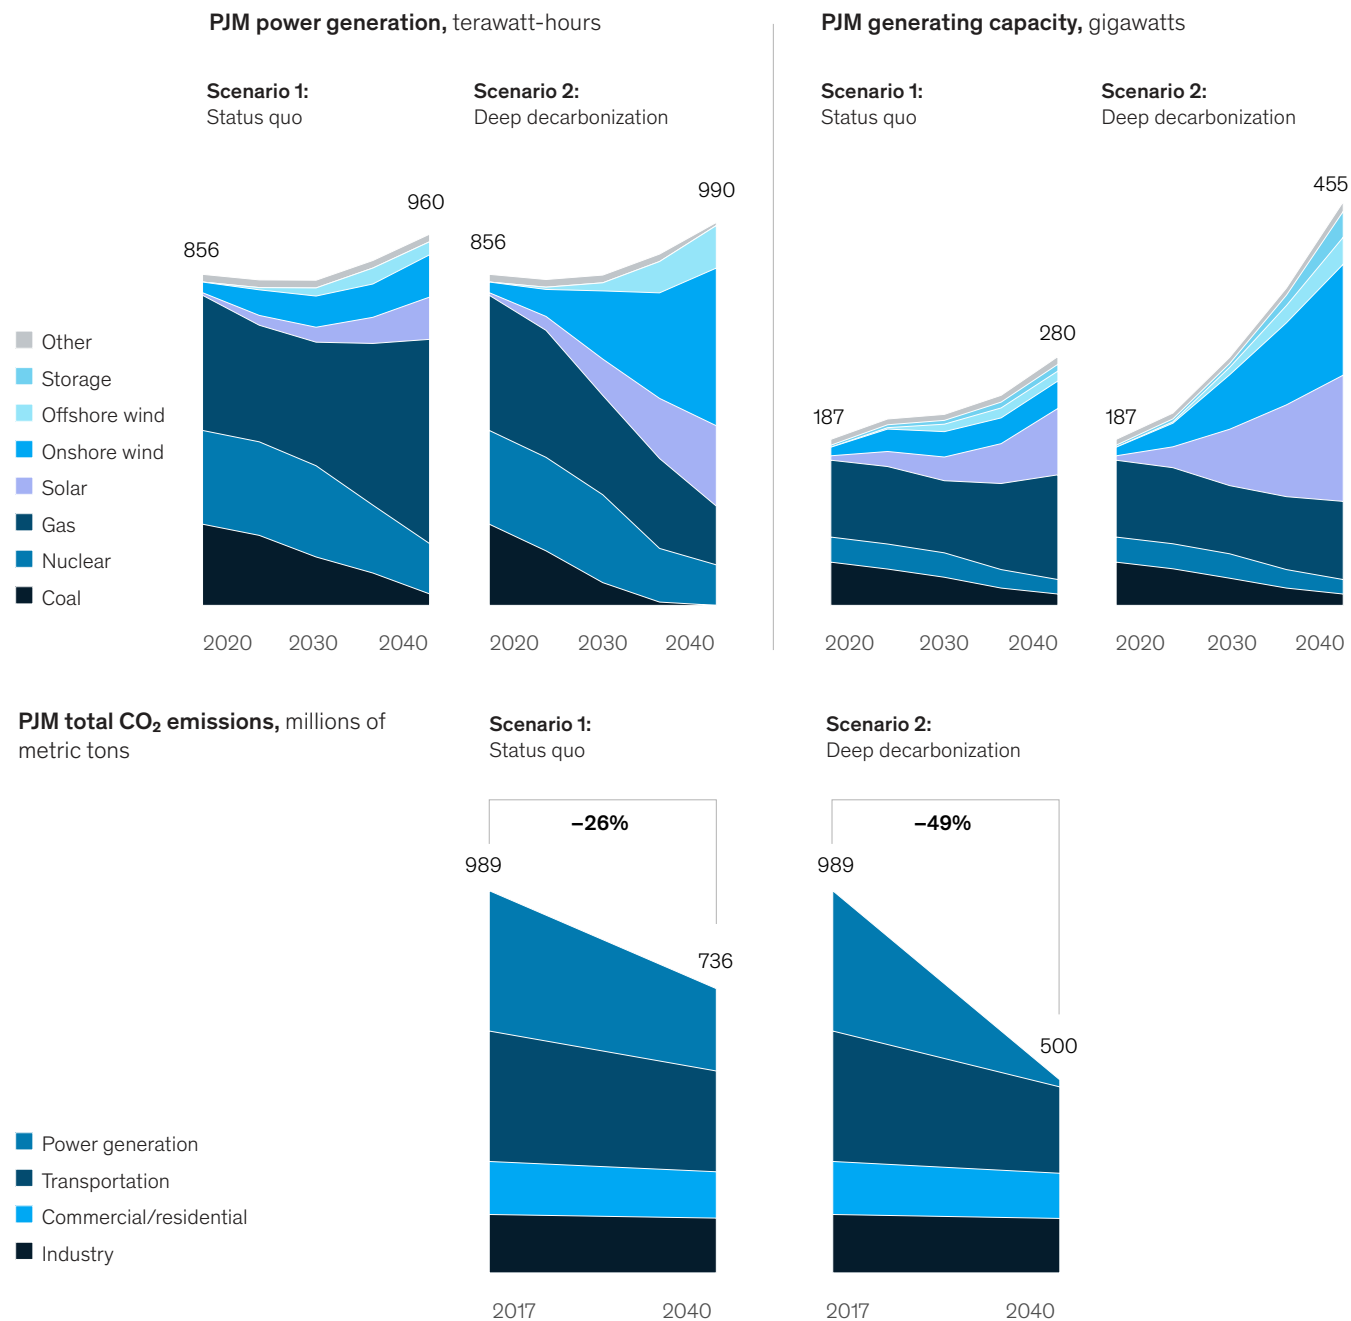 PJM power generation, terawatt-hours
PJM generating capacity, gigawatts
Scenario 1:
Status quo
Scenario 2:
Deep decarbonization
Scenario 1:
Status quo
Scenario 2:
Deep decarbonization
856
960
856
990
187
280
187
455
Other
Storage
Offshore wind
Onshore wind
Solar
Gas
Nuclear
Coal
2020 2030 2040
2020 2030 2040
2020 2030 2040
2020 2030 2040
PJM total CO₂ emissions, millions of
metric tons
Scenario 1:
Status quo
Scenario 2:
Deep decarbonization
–26%
989
736
–49%
989
500
Power generation
Transportation
Commercial/residential
Industry
2017 2040
2017 2040